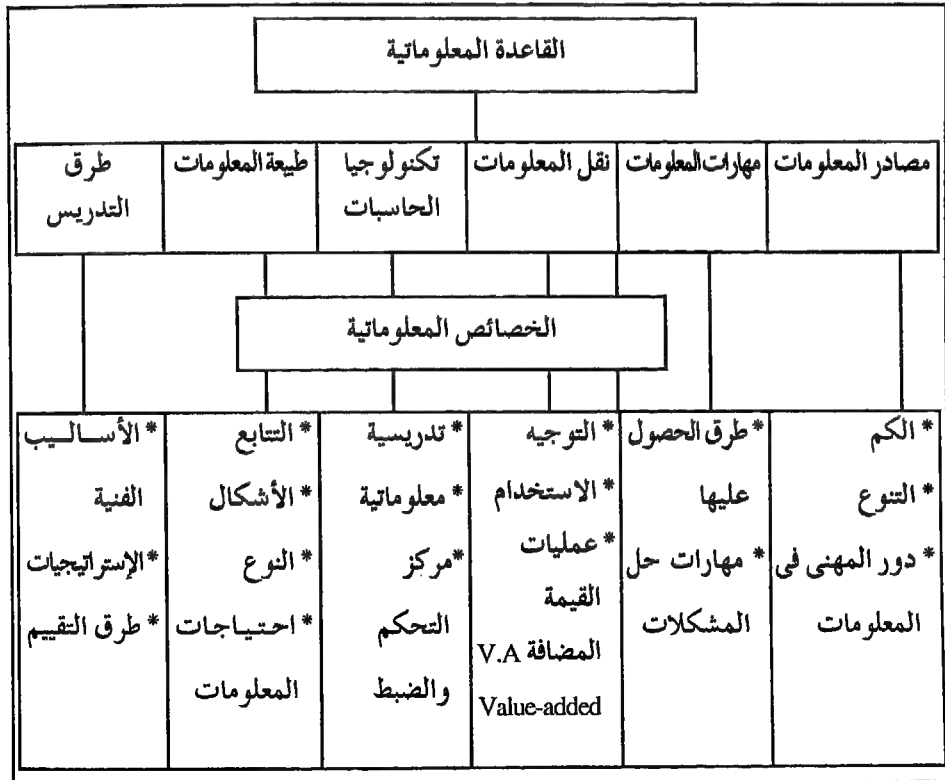 القاعدة المعلوماتية
مصادر المعلومات
مهارات المعلومات
نقل المعلومات
تكنولوجيا
الحاسبات
طبيعة المعلومات
طرق
التدريس
الخصائص المعلوماتية
* الكم
* التنوع
* دور المهنى فى
المعلومات
* طرق الحصول
عليها
* مهارات حل
المشكلات
* التوجيه
* الاستخدام
* عمليات
القيمة
المضافة V.A
Value-added
* تدريسية
* معلوماتية
* مركز
التحكم
والضبط
* التتابع
* الأشكال
* النوع
* احتياجات
المعلومات
* الأساليب
الفنية
* الإستراتيجيات
* طرق التقييم